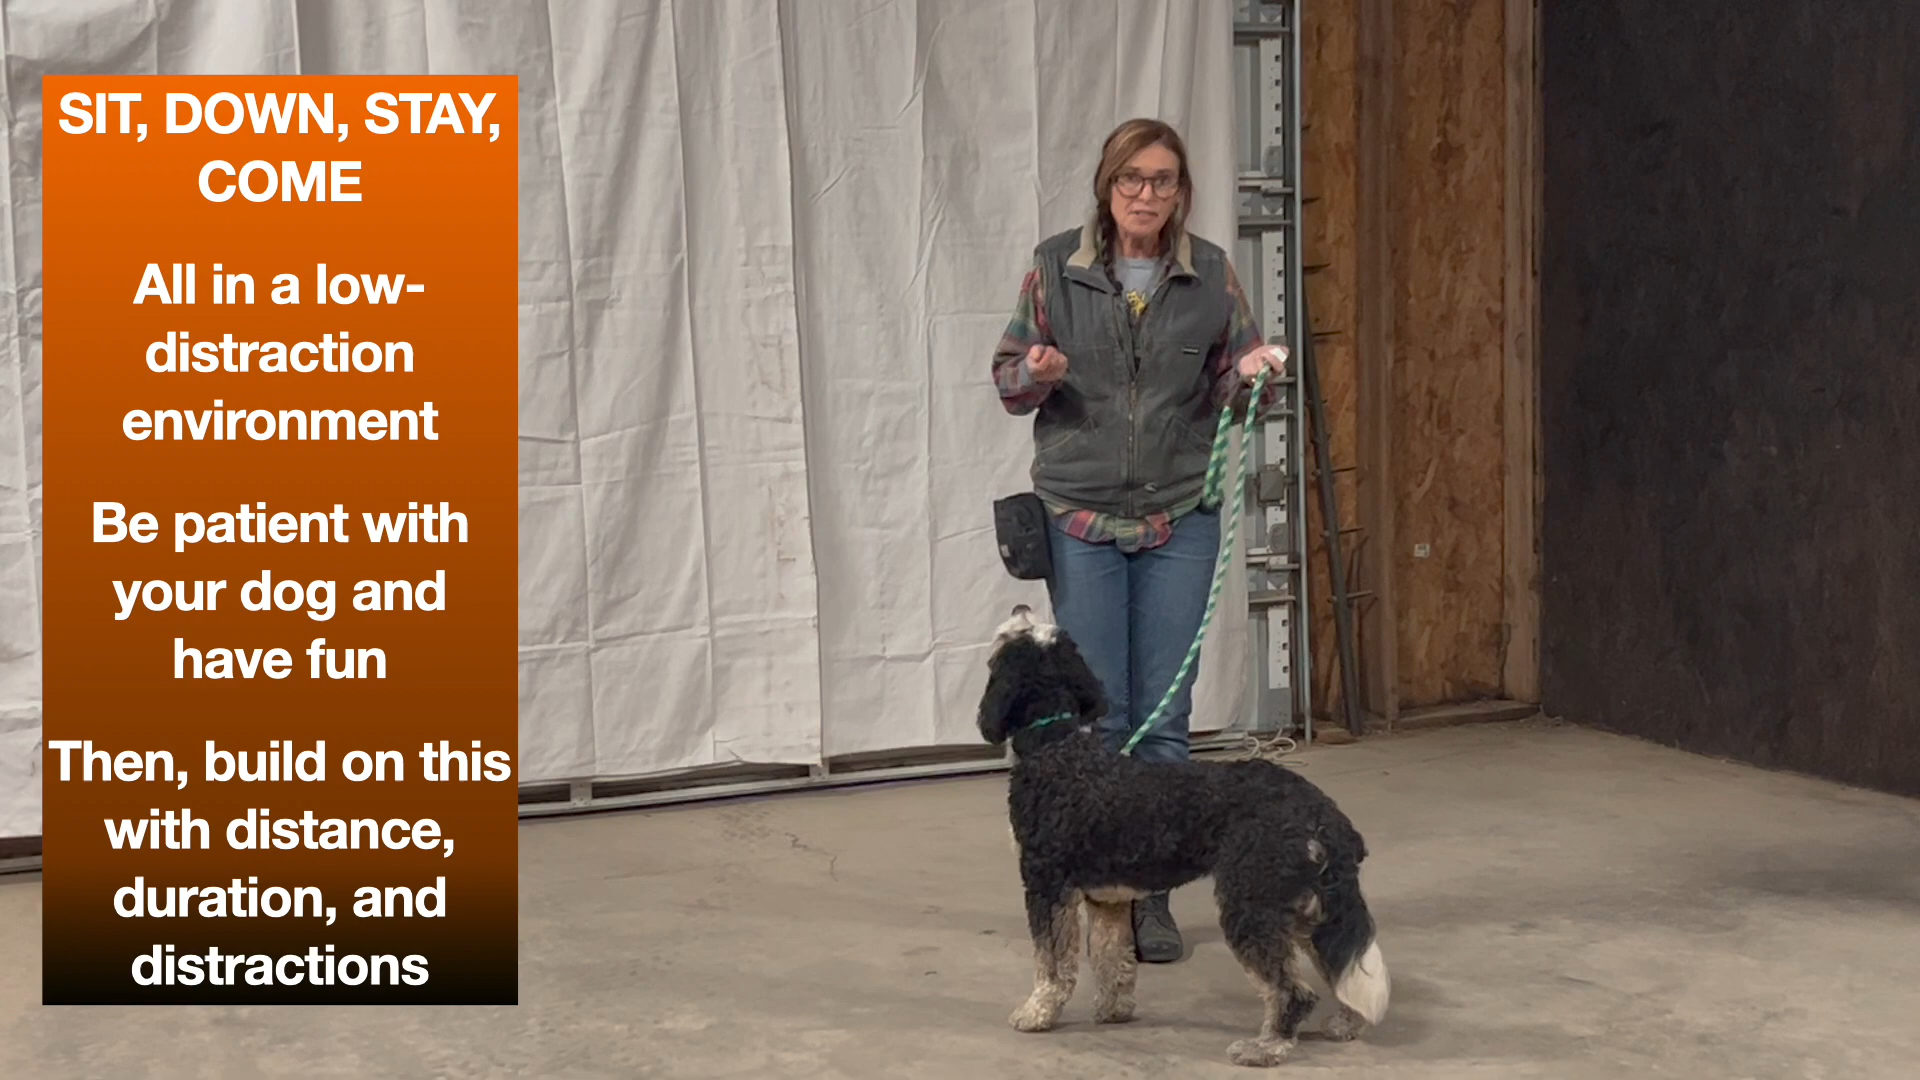 SIT, DOWN, STAY,
COME
All in a low-
distraction
environment
Be patient with
your dog and
have fun
Then, build on this
with distance,
duration, and
distractions